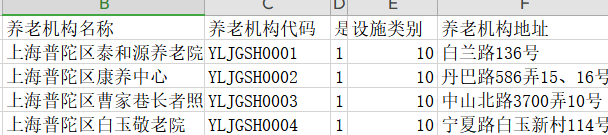 B C D E F
养老机构名称 养老机构代码 是 设施类别 养老机构地址
上海普陀区泰和源养老院 YLJGSH0001 1 10 白兰路136号
上海普陀区康养中心 YLJGSH0002 1 10 丹巴路586弄15、16号
上海普陀区曹家巷长者照 YLJGSH0003 1 10 中山北路3700弄10号
上海普陀区白玉敬老院 YLJGSH0004 1 10 宁夏路白玉新村114号